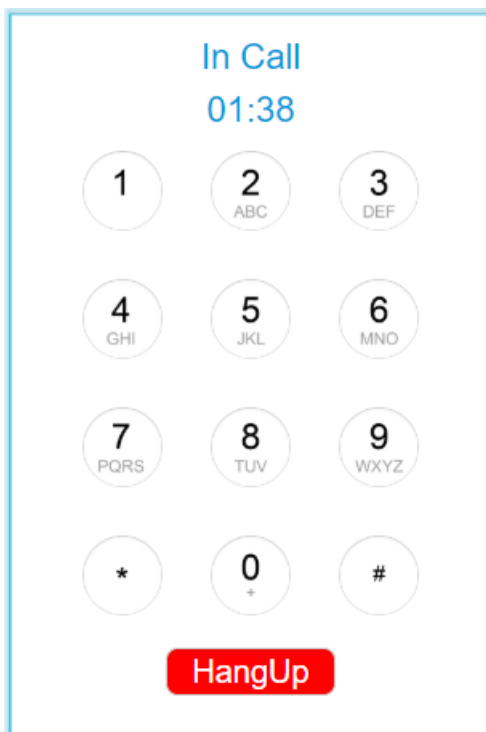 In Call
01:38
1 2 3
ABC DEF
4 5 6
GHI JKL MNO
7 8 9
PQRS TUV WXYZ
* 0 #
+
HangUp